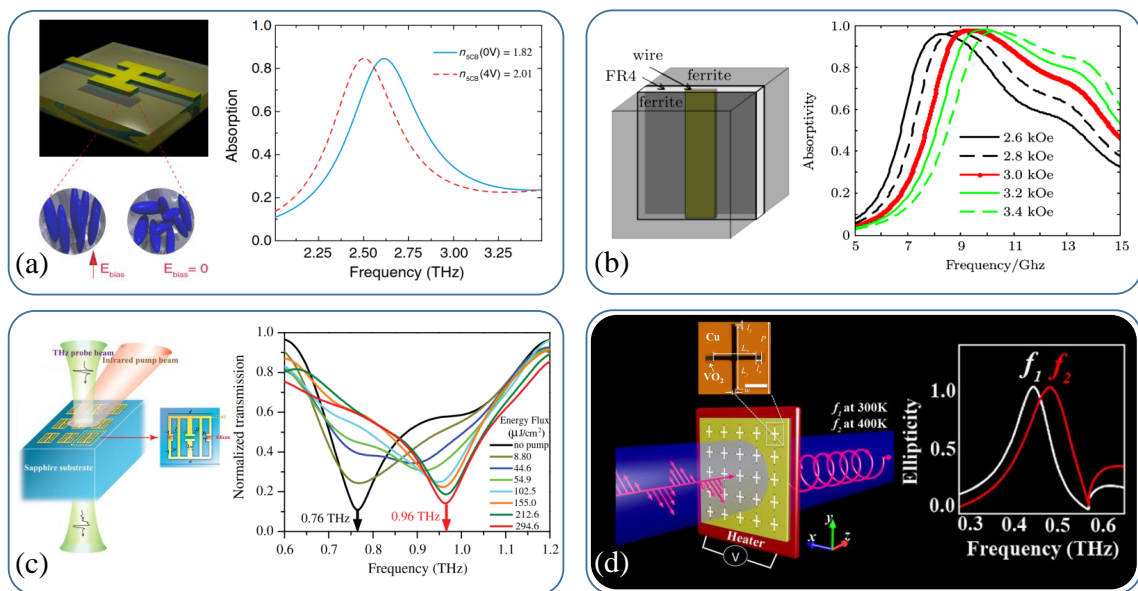 (a)
E_bias
E_bias = 0
Absorption
1.0
0.8
0.6
0.4
0.2
0.0
n_5CB (0V) = 1.82
n_5CB (4V) = 2.01
2.25 2.50 2.75 3.00 3.25
Frequency (THz)
(b)
wire
FR4
ferrite
ferrite
Absorptivity
1.0
0.8
0.6
0.4
0.2
0
2.6 kOe
2.8 kOe
3.0 kOe
3.2 kOe
3.4 kOe
5 7 9 11 13 15
Frequency/Ghz
(c)
THz probe beam
Infrared pump beam
Sapphire substrate
Normalized transmission
1.0
0.8
0.6
0.4
0.2
0.0
Energy Flux
(μJ/cm²)
no pump
8.80
44.6
54.9
102.5
155.0
212.6
294.6
0.76 THz
0.96 THz
0.6 0.7 0.8 0.9 1.0 1.1 1.2
Frequency (THz)
(d)
Cu
VO₂
P
f₁ at 300K
f₂ at 400K
Heater
V
x
y
z
Ellipticity
1.0
0.5
0.0
f₁
f₂
0.3 0.4 0.5 0.6
Frequency (THz)